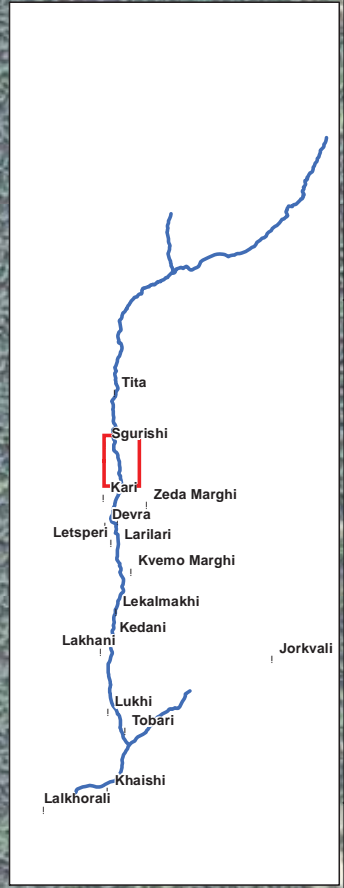 Tita
Sgurishi
Kari
Zeda Marghi
Devra
Letsperi
Larilari
Kvemo Marghi
Lekalmakhi
Kedani
Lakhani
Jorkvali
Lukhi
Tobari
Khaishi
Lalkhorali